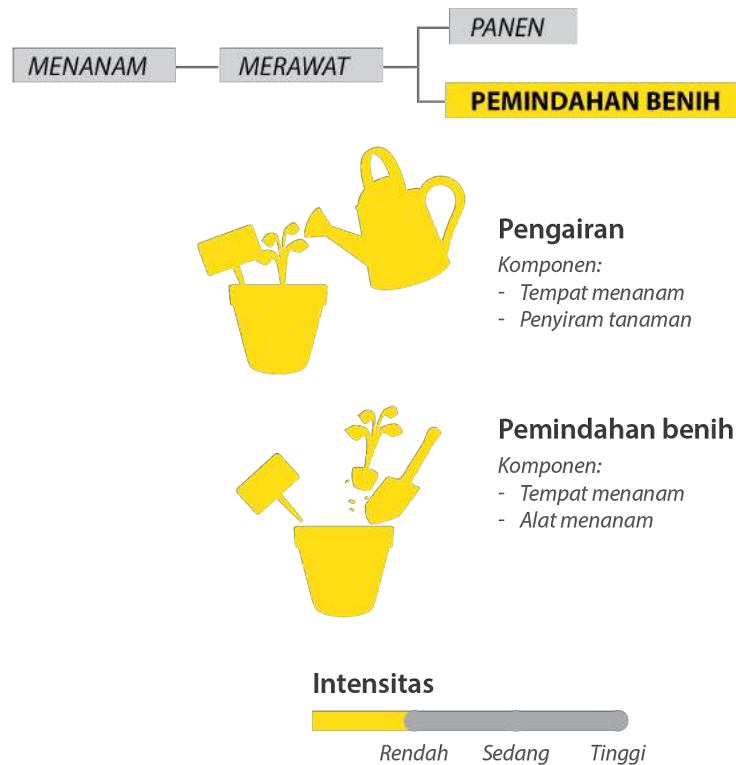 PANEN
MENANAM
MERAWAT
PEMINDAHAN BENIH
Pengairan
Komponen:
- Tempat menanam
- Penyiram tanaman
Pemindahan benih
Komponen:
- Tempat menanam
- Alat menanam
Intensitas
Rendah Sedang Tinggi